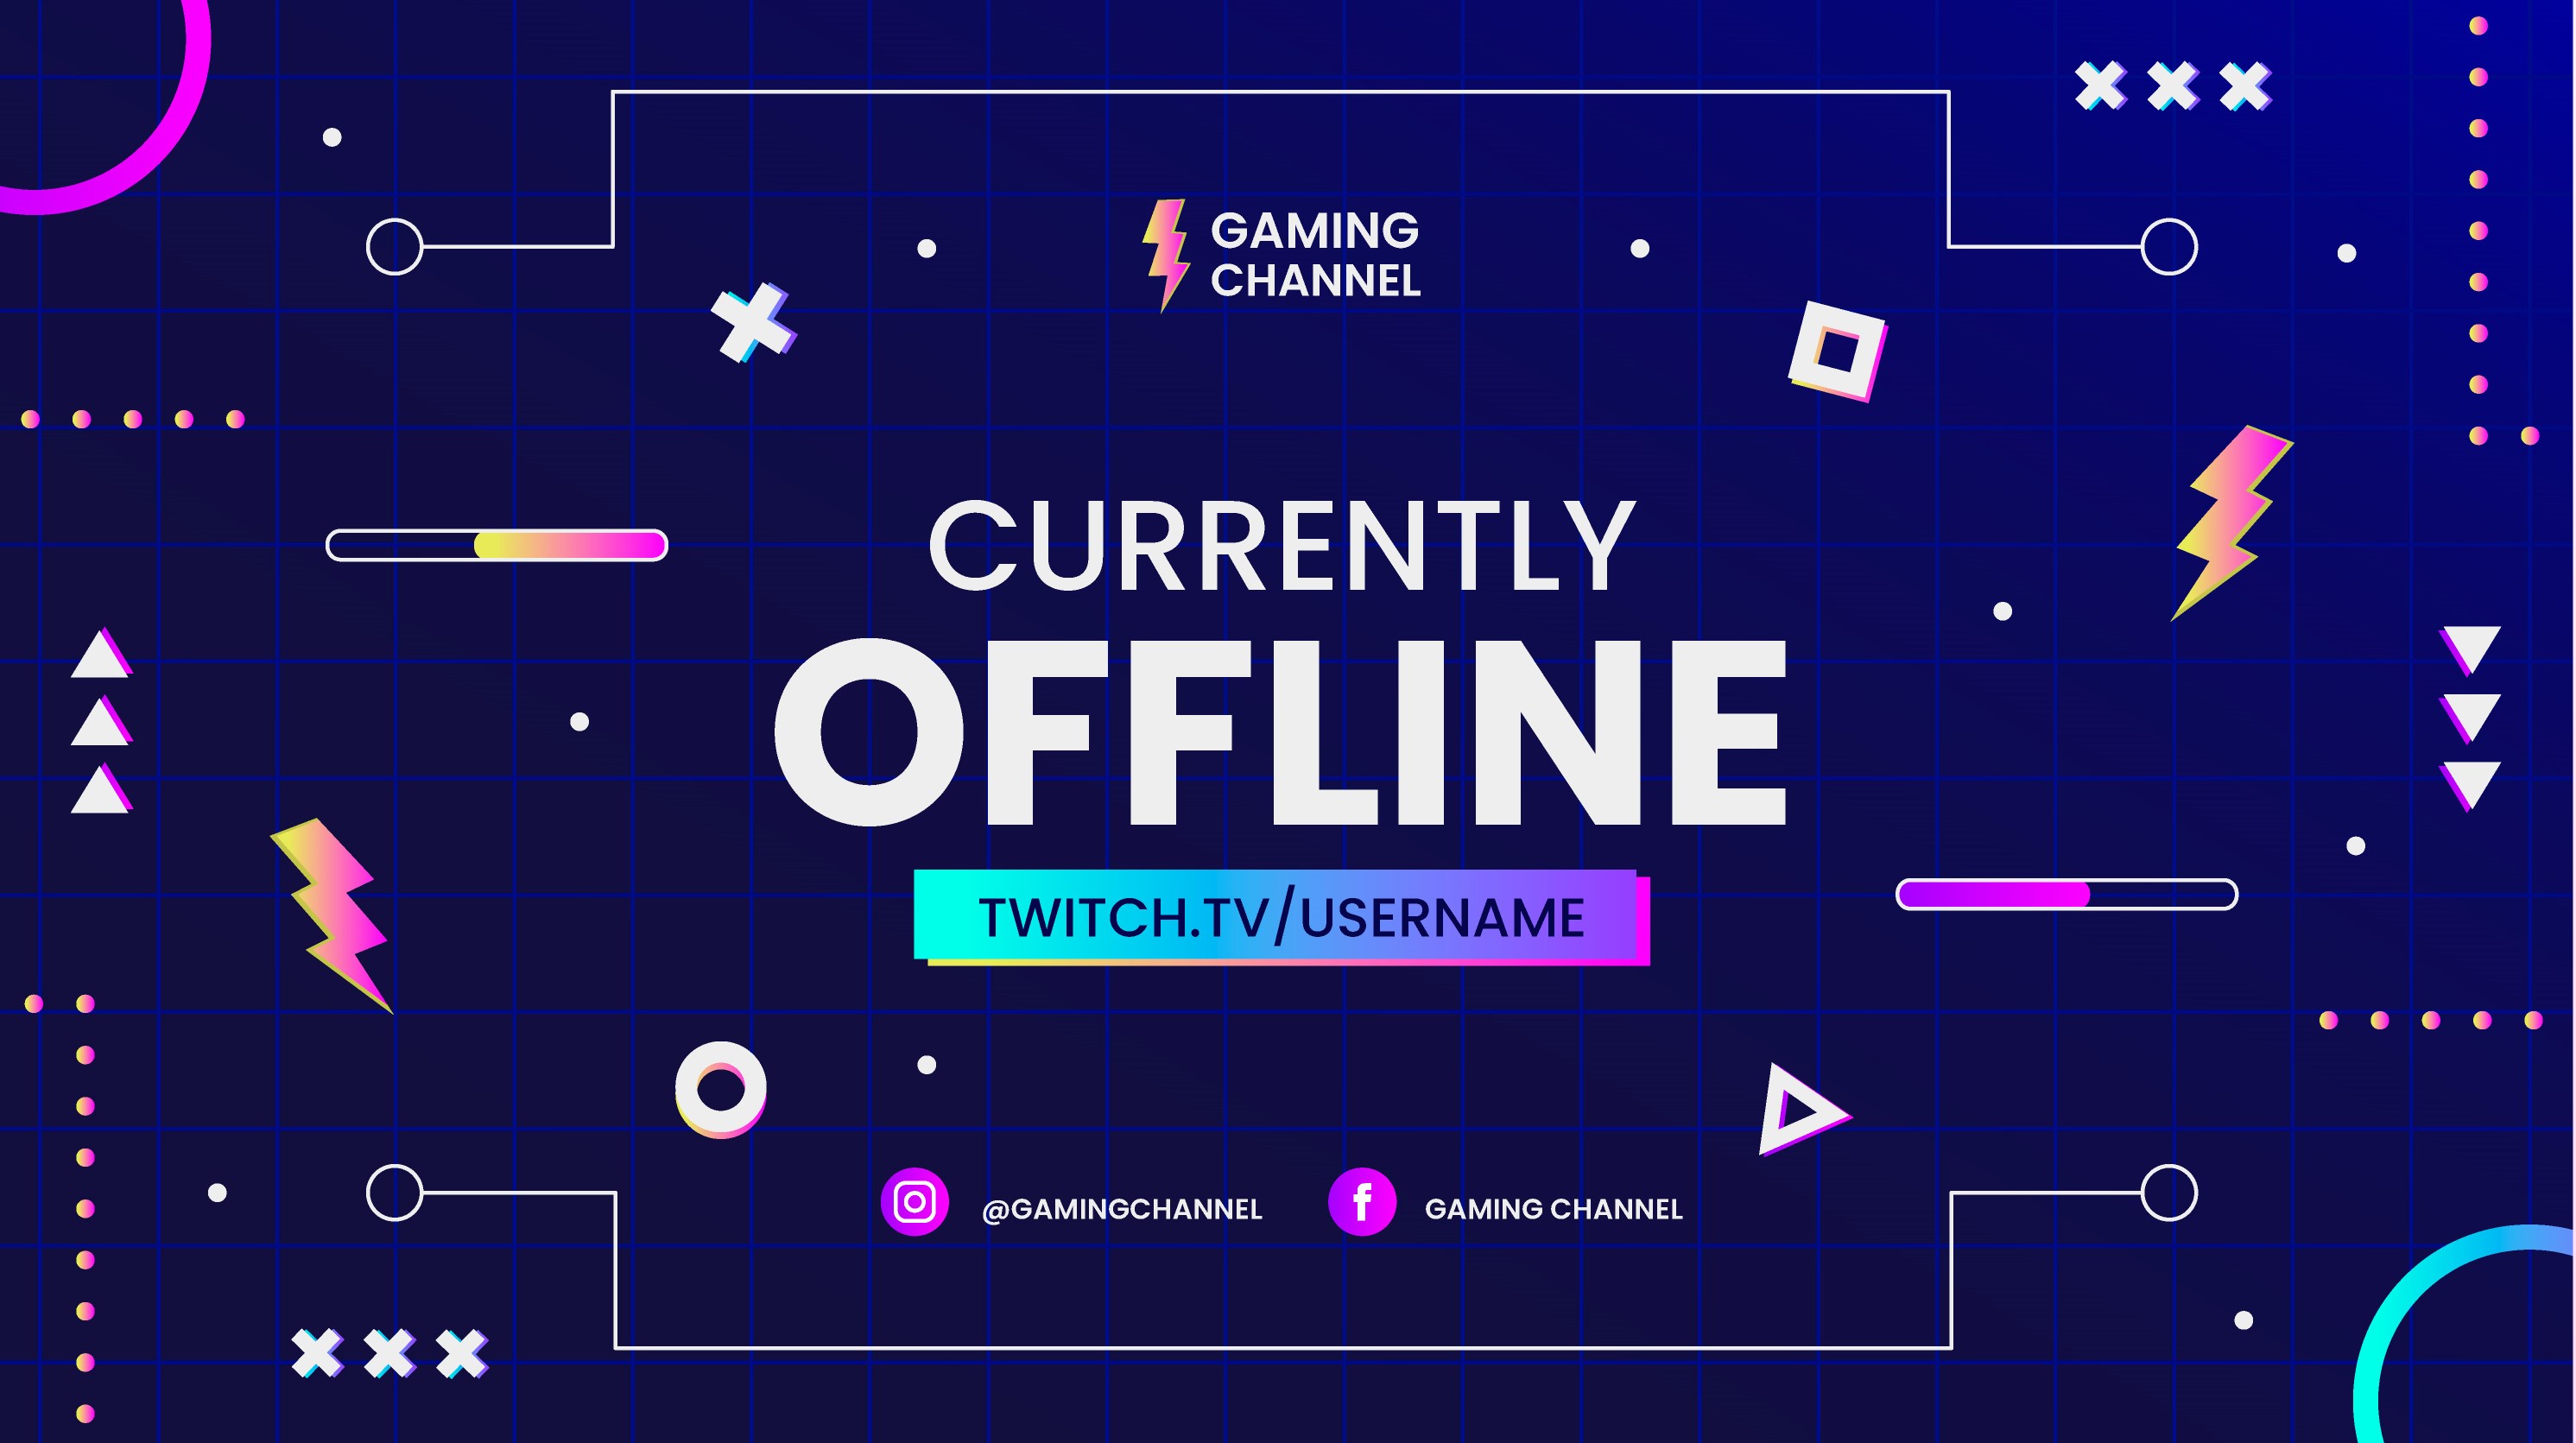 GAMING
CHANNEL
CURRENTLY
OFFLINE
TWITCH.TV/USERNAME
@GAMINGCHANNEL
GAMING CHANNEL